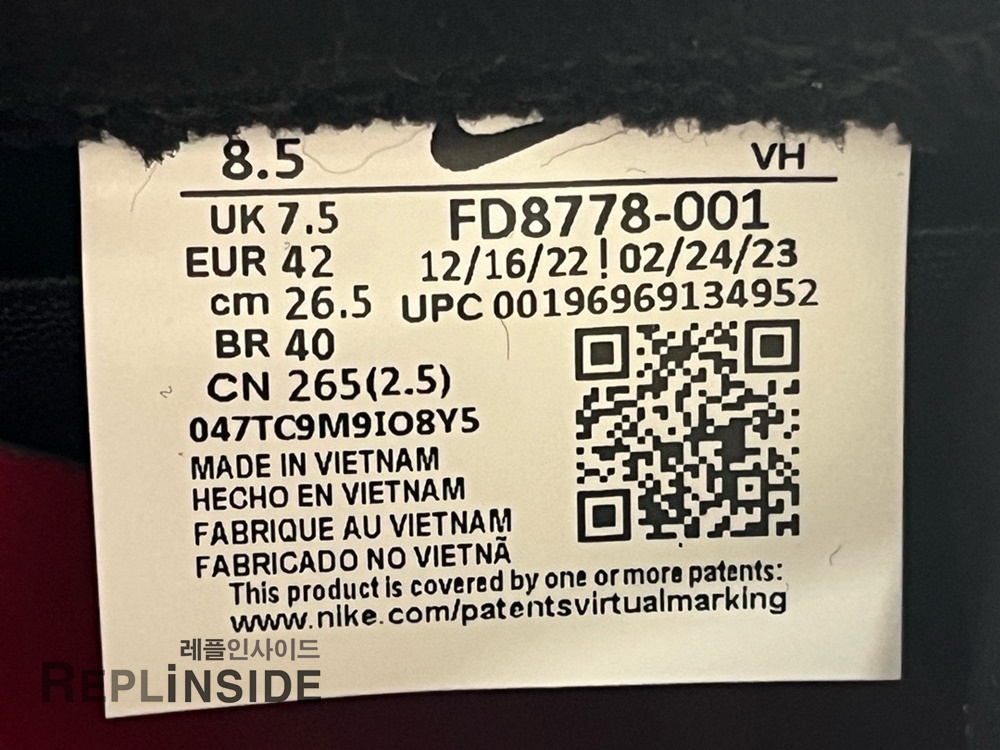 8.5
VH
UK 7.5
FD8778-001
EUR 42
12/16/22 ! 02/24/23
cm 26.5
UPC 00196969134952
BR 40
CN 265(2.5)
047TC9M9IO8Y5
MADE IN VIETNAM
HECHO EN VIETNAM
FABRIQUE AU VIETNAM
FABRICADO NO VIETNÃ
This product is covered by one or more patents:
www.nike.com/patentsvirtualmarking
레플인사이드
REPLiNSIDE